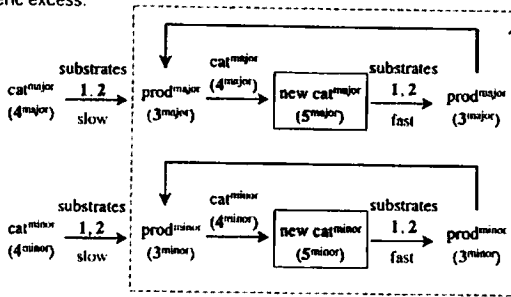 eric excess.
substrates cat^major substrates
cat^major 1, 2 prod^major (4^major) new cat^major 1, 2 prod^major
(4^major) slow (3^major) (5^major) fast (3^major)
substrates cat^minor substrates
cat^minor 1, 2 prod^minor (4^minor) new cat^minor 1, 2 prod^minor
(4^minor) slow (3^minor) (5^minor) fast (3^minor)